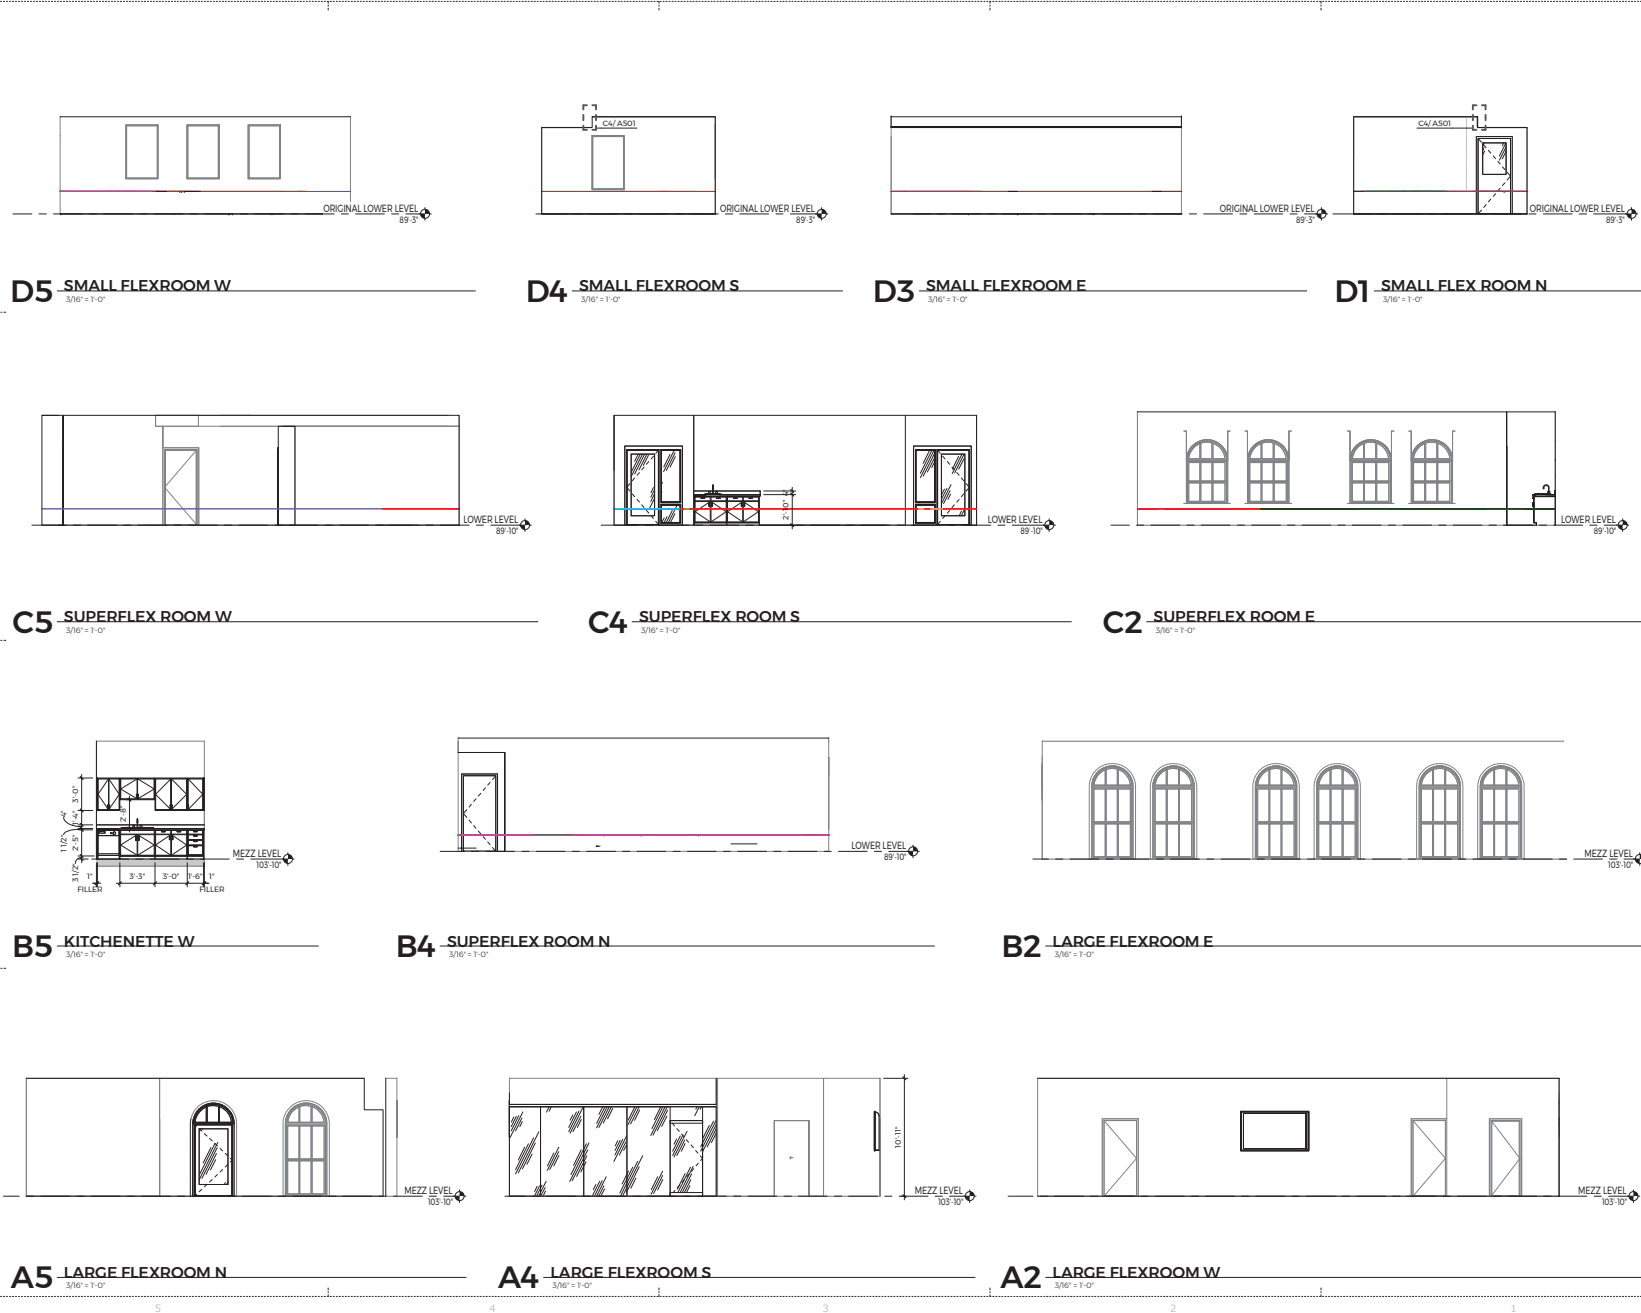 C4/ A501
C4/ A501
ORIGINAL LOWER LEVEL
89'-3"
ORIGINAL LOWER LEVEL
89'-3"
ORIGINAL LOWER LEVEL
89'-3"
ORIGINAL LOWER LEVEL
89'-3"
D5 SMALL FLEXROOM W
3/16" = 1'-0"
D4 SMALL FLEXROOM S
3/16" = 1'-0"
D3 SMALL FLEXROOM E
3/16" = 1'-0"
D1 SMALL FLEX ROOM N
3/16" = 1'-0"
LOWER LEVEL
89'-10"
2'-10"
LOWER LEVEL
89'-10"
LOWER LEVEL
89'-10"
C5 SUPERFLEX ROOM W
3/16" = 1'-0"
C4 SUPERFLEX ROOM S
3/16" = 1'-0"
C2 SUPERFLEX ROOM E
3/16" = 1'-0"
3'-0"
4"
1'-4"
2'-8"
1 1/2"
2'-5"
3 1/2"
1"
3'-3"
3'-0"
1'-6"
1"
FILLER
FILLER
MEZZ LEVEL
103'-10"
LOWER LEVEL
89'-10"
MEZZ LEVEL
103'-10"
B5 KITCHENETTE W
3/16" = 1'-0"
B4 SUPERFLEX ROOM N
3/16" = 1'-0"
B2 LARGE FLEXROOM E
3/16" = 1'-0"
MEZZ LEVEL
103'-10"
10'-11"
MEZZ LEVEL
103'-10"
MEZZ LEVEL
103'-10"
A5 LARGE FLEXROOM N
3/16" = 1'-0"
A4 LARGE FLEXROOM S
3/16" = 1'-0"
A2 LARGE FLEXROOM W
3/16" = 1'-0"
5 4 3 2 1